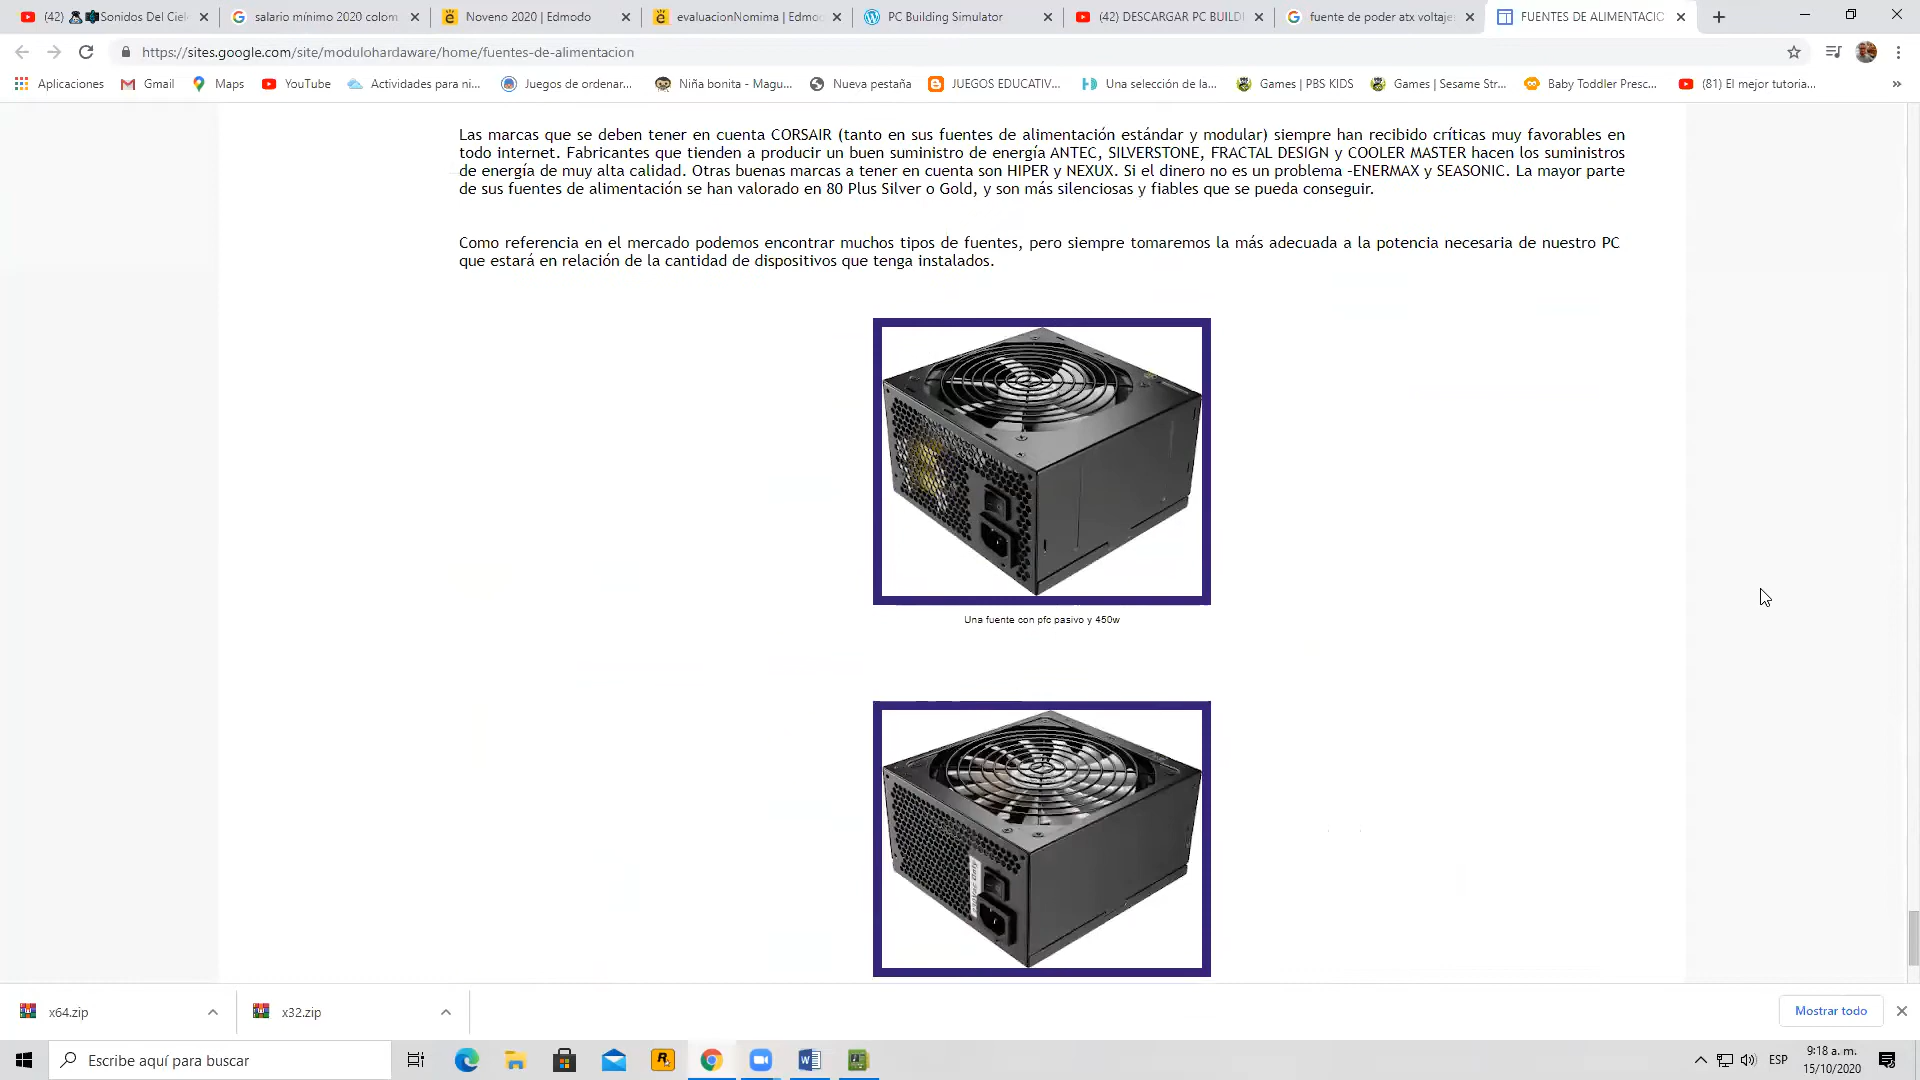 (42) Sonidos Del Ciel
salario mínimo 2020 colom
Noveno 2020 | Edmodo
evaluacionNomima | Edmo
PC Building Simulator
(42) DESCARGAR PC BUILD
fuente de poder atx voltaje
FUENTES DE ALIMENTACIO
https://sites.google.com/site/modulohardaware/home/fuentes-de-alimentacion
Aplicaciones
Gmail
Maps
YouTube
Actividades para ni...
Juegos de ordenar...
Niña bonita - Magu...
Nueva pestaña
JUEGOS EDUCATIV...
Una selección de la...
Games | PBS KIDS
Games | Sesame Str...
Baby Toddler Presc...
(81) El mejor tutoria...
»
Las marcas que se deben tener en cuenta CORSAIR (tanto en sus fuentes de alimentación estándar y modular) siempre han recibido críticas muy favorables en
todo internet. Fabricantes que tienden a producir un buen suministro de energía ANTEC, SILVERSTONE, FRACTAL DESIGN y COOLER MASTER hacen los suministros
de energía de muy alta calidad. Otras buenas marcas a tener en cuenta son HIPER y NEXUX. Si el dinero no es un problema -ENERMAX y SEASONIC. La mayor parte
de sus fuentes de alimentación se han valorado en 80 Plus Silver o Gold, y son más silenciosas y fiables que se pueda conseguir.
Como referencia en el mercado podemos encontrar muchos tipos de fuentes, pero siempre tomaremos la más adecuada a la potencia necesaria de nuestro PC
que estará en relación de la cantidad de dispositivos que tenga instalados.
Una fuente con pfc pasivo y 450w
x64.zip
x32.zip
Mostrar todo
Escribe aquí para buscar
ESP
9:18 a. m.
15/10/2020